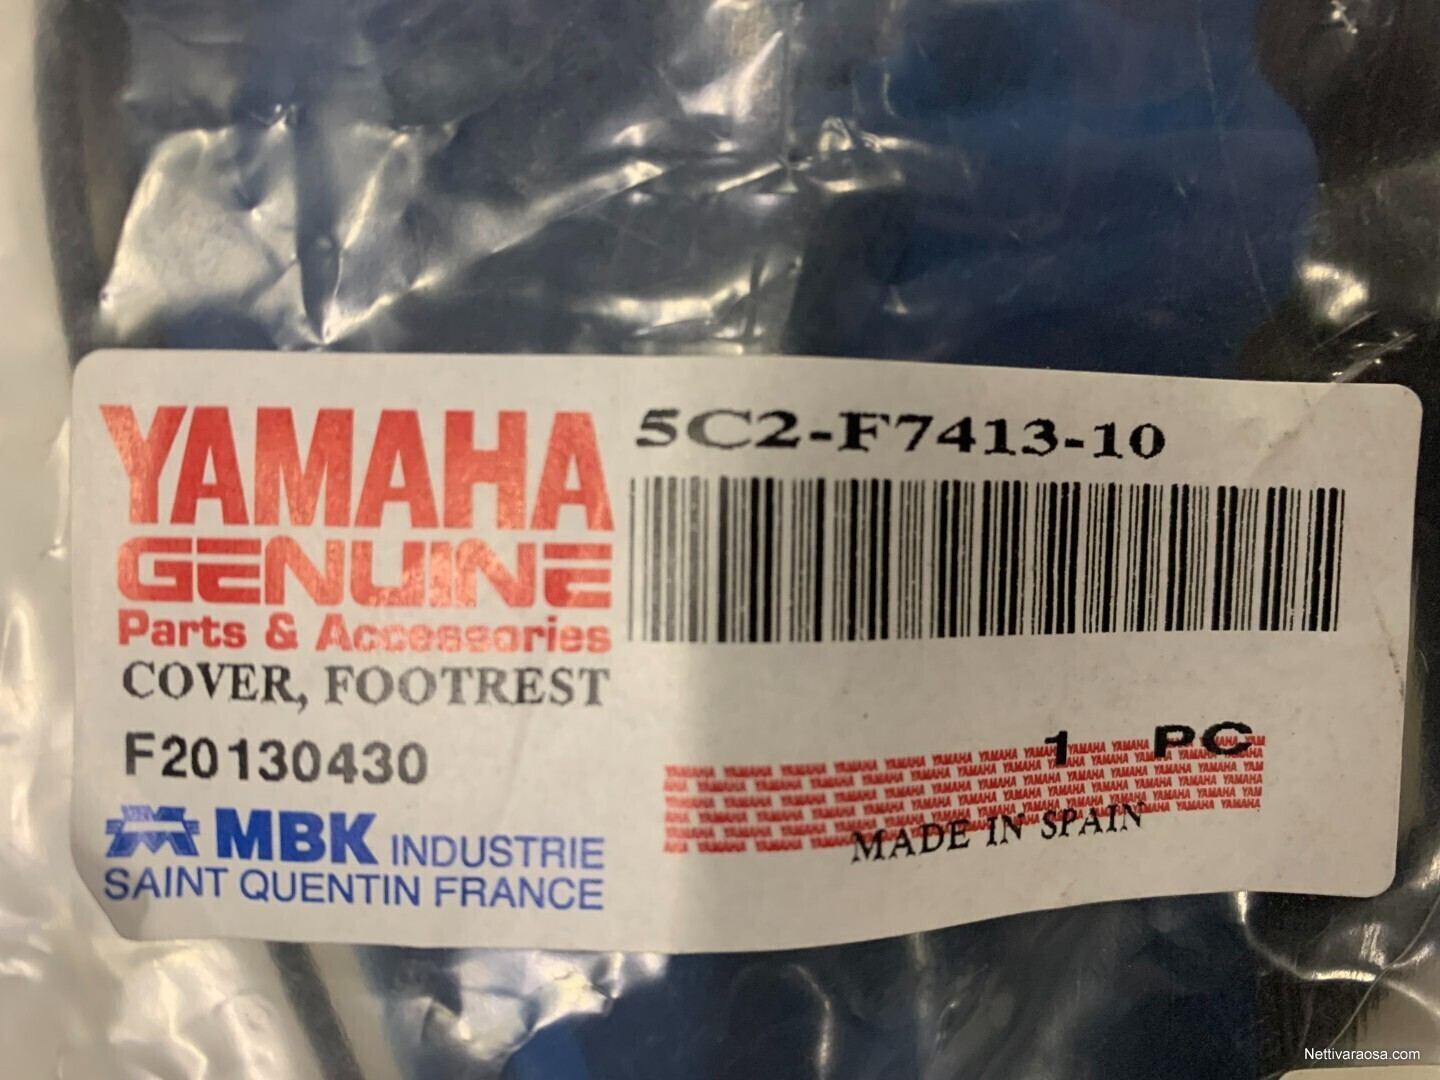 YAMAHA
GENUINE
Parts & Accessories
COVER, FOOTREST
F20130430
MBK INDUSTRIE
SAINT QUENTIN FRANCE
5C2-F7413-10
1 PC
MADE IN SPAIN
Nettivaraosa.com